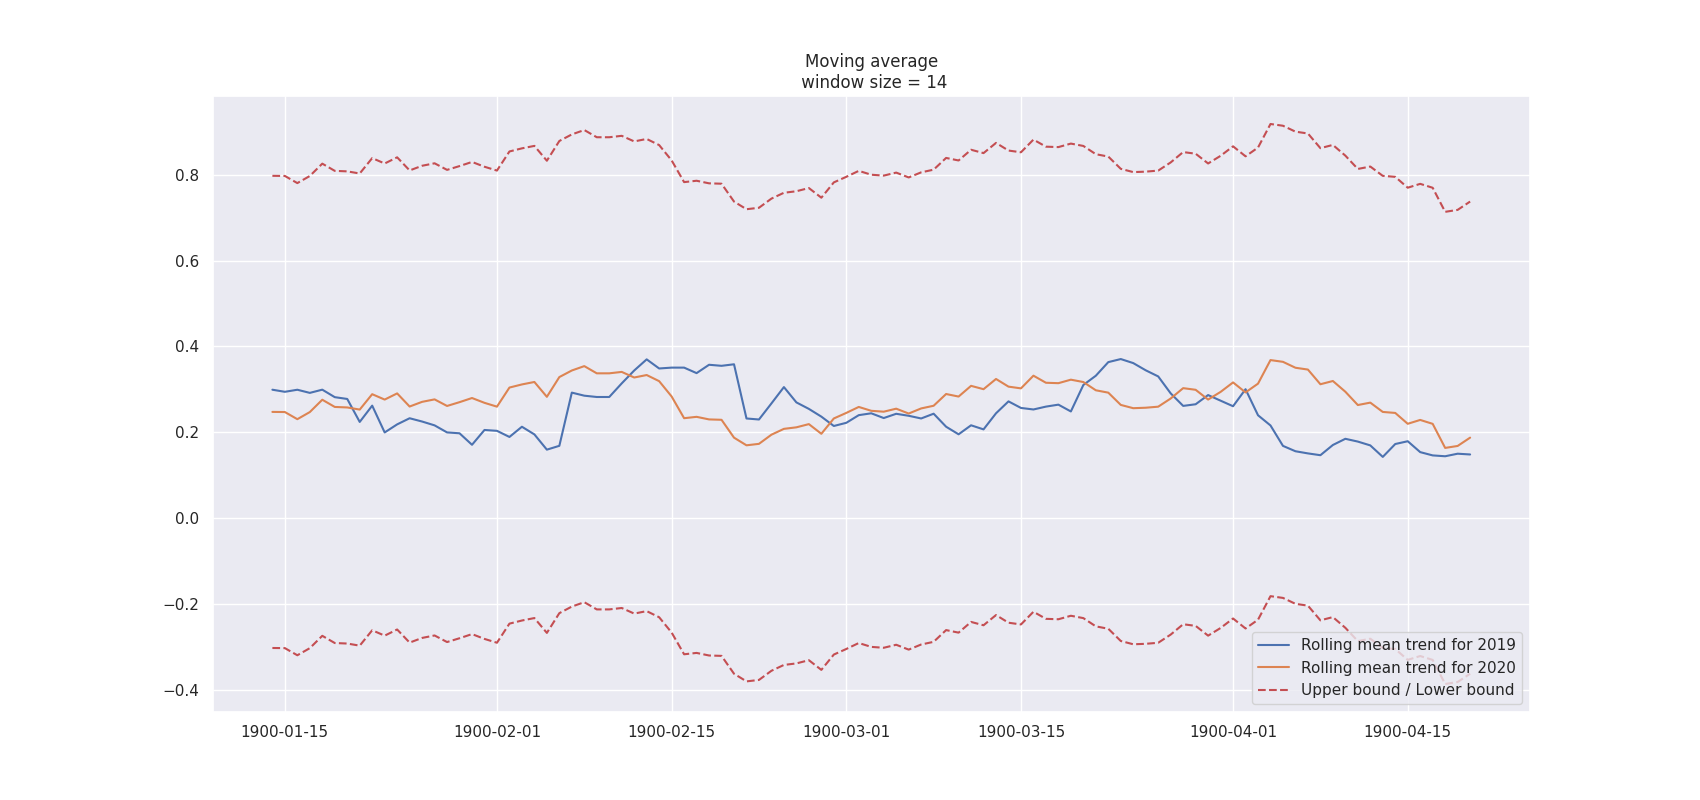 Moving average
window size = 14
0.8
0.6
0.4
0.2
0.0
−0.2
−0.4
1900-01-15
1900-02-01
1900-02-15
1900-03-01
1900-03-15
1900-04-01
1900-04-15
Rolling mean trend for 2019
Rolling mean trend for 2020
Upper bound / Lower bound